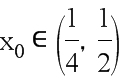 x₀ ∈ (1/4, 1/2)